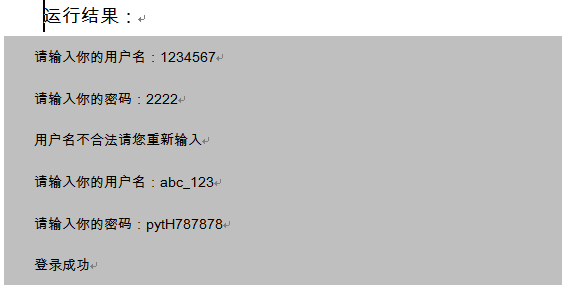 运行结果：
请输入你的用户名：1234567
请输入你的密码：2222
用户名不合法请您重新输入
请输入你的用户名：abc_123
请输入你的密码：pytH787878
登录成功